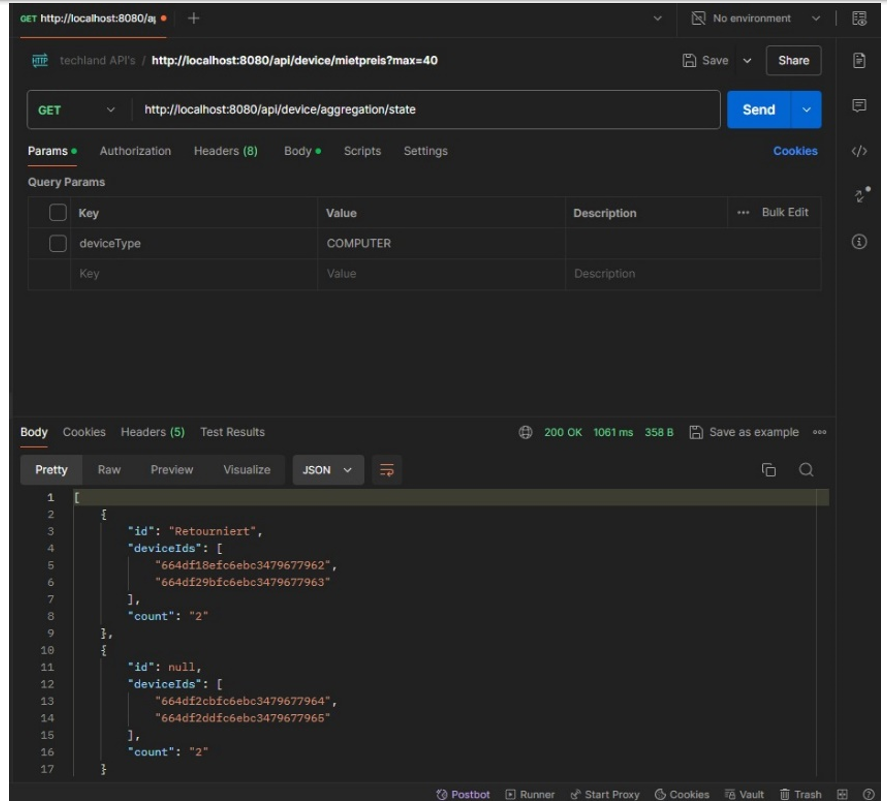 GET http://localhost:8080/a
No environment
HTTP techland API's / http://localhost:8080/api/device/mietpreis?max=40
Save
Share
GET
http://localhost:8080/api/device/aggregation/state
Send
Params
Authorization
Headers (8)
Body
Scripts
Settings
Cookies
Query Params
Key
Value
Description
Bulk Edit
deviceType
COMPUTER
Key
Value
Description
Body
Cookies
Headers (5)
Test Results
200 OK
1061 ms
358 B
Save as example
Pretty
Raw
Preview
Visualize
JSON
1 [
2 {
3 "id": "Retourniert",
4 "deviceIds": [
5 "664df18efc6ebc3479677962",
6 "664df29bfc6ebc3479677963"
7 ],
8 "count": "2"
9 },
10 {
11 "id": null,
12 "deviceIds": [
13 "664df2cbfc6ebc3479677964",
14 "664df2ddfc6ebc3479677965"
15 ],
16 "count": "2"
17 }
Postbot
Runner
Start Proxy
Cookies
Vault
Trash